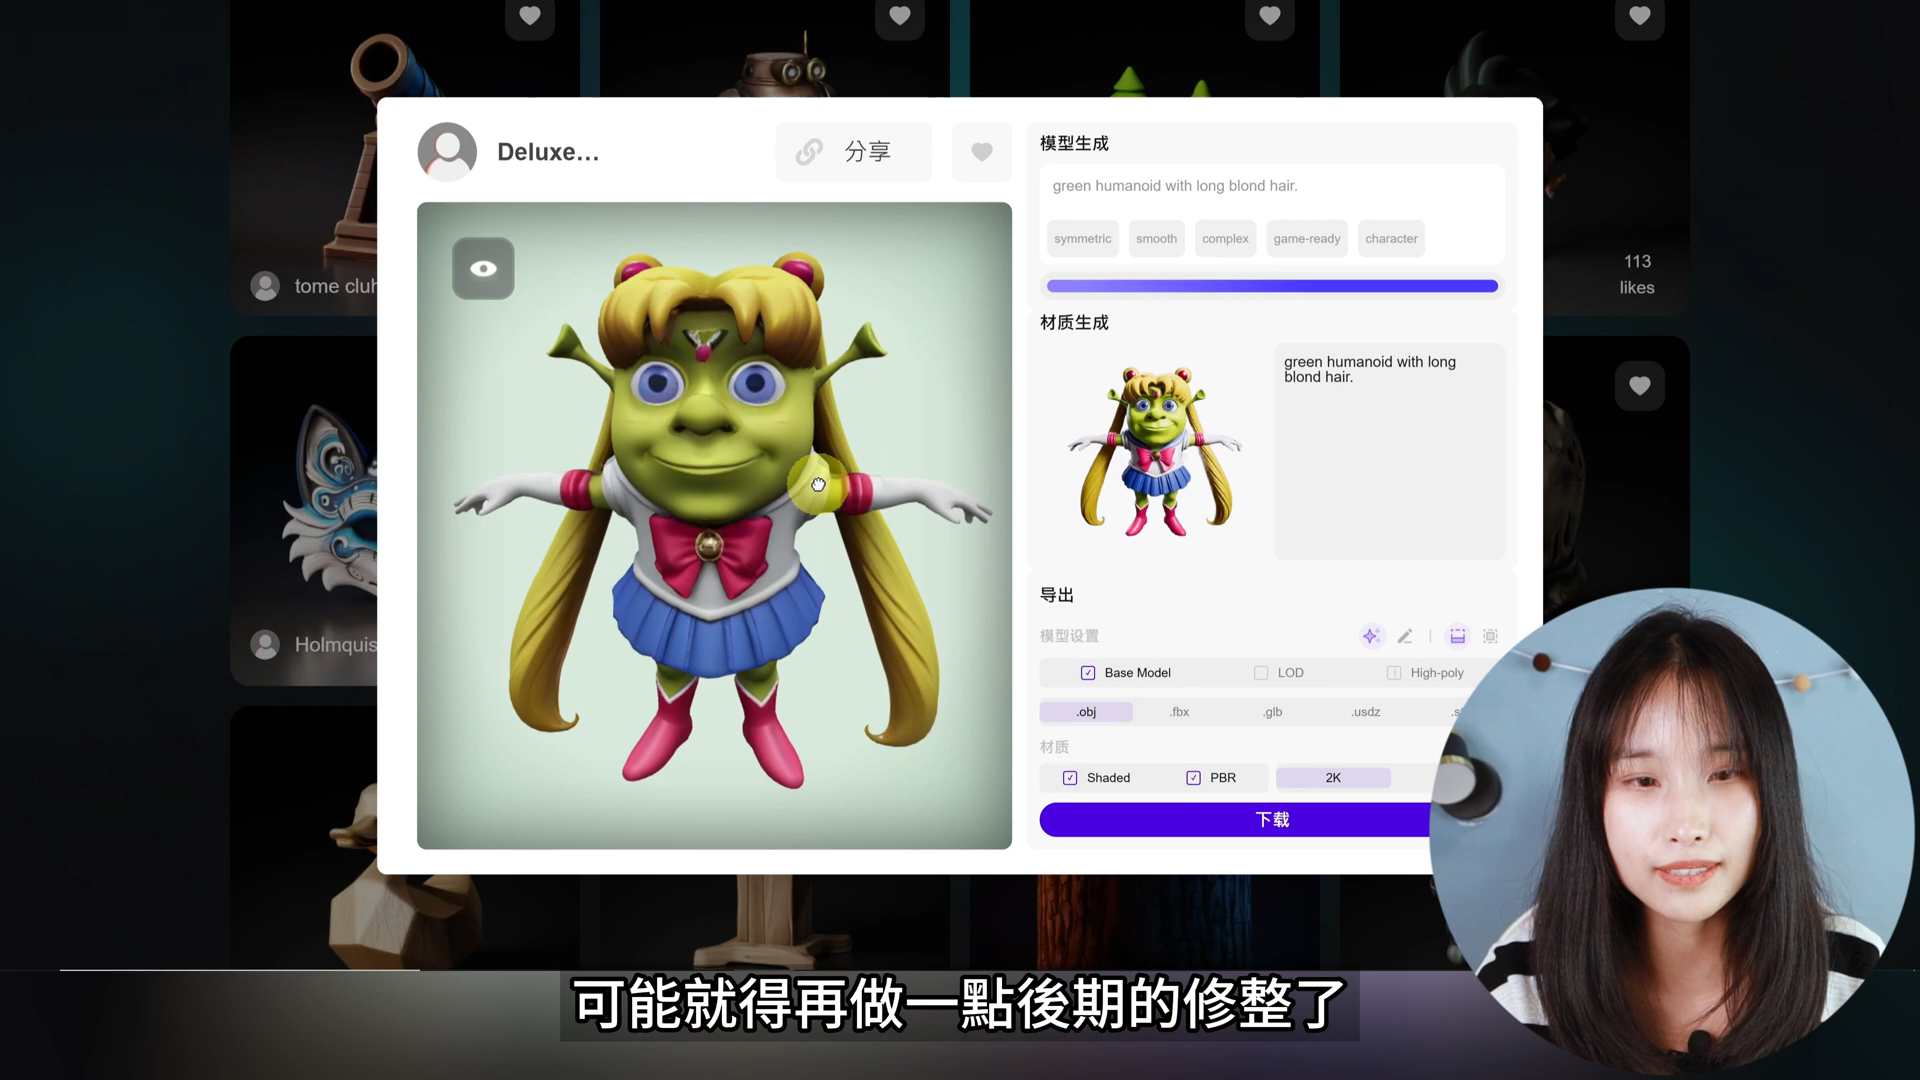 Deluxe...
分享
模型生成
green humanoid with long blond hair.
symmetric
smooth
complex
game-ready
character
材质生成
green humanoid with long
blond hair.
导出
模型设置
Base Model
LOD
High-poly
.obj
.fbx
.glb
.usdz
材质
Shaded
PBR
2K
下载
tome cluh
Holmquis
113
likes
可能就得再做一點後期的修整了